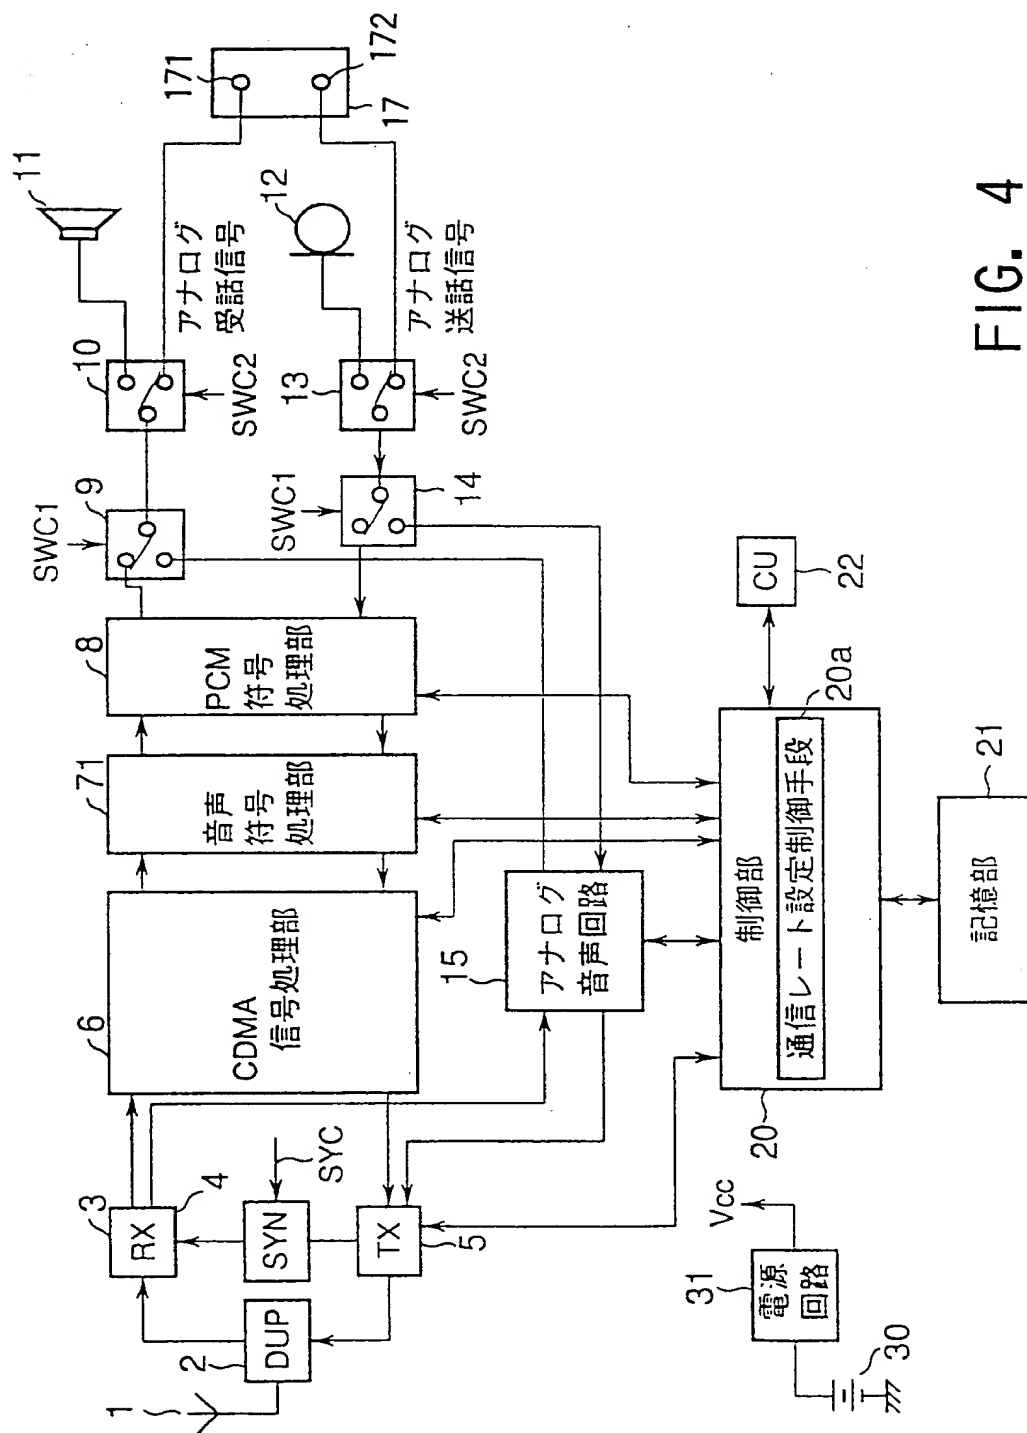 FIG. 4
1
2
DUP
3
RX
4
SYN
SYC
TX
5
6
CDMA
信号処理部
71
音声
符号
処理部
8
PCM
符号
処理部
SWC1
9
10
SWC2
11
アナログ
受話信号
171
172
17
12
アナログ
送話信号
13
SWC2
SWC1
14
15
アナログ
音声回路
制御部
通信レート設定制御手段
20
20a
CU
22
記憶部
21
Vcc
31
電源
回路
30